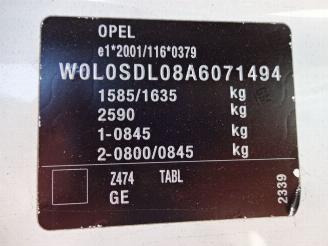 OPEL
e1*2001/116*0379
W0L0SDL08A6071494
1585/1635 kg
2590 kg
1-0845 kg
2-0800/0845 kg
Z474 TABL
GE
2339